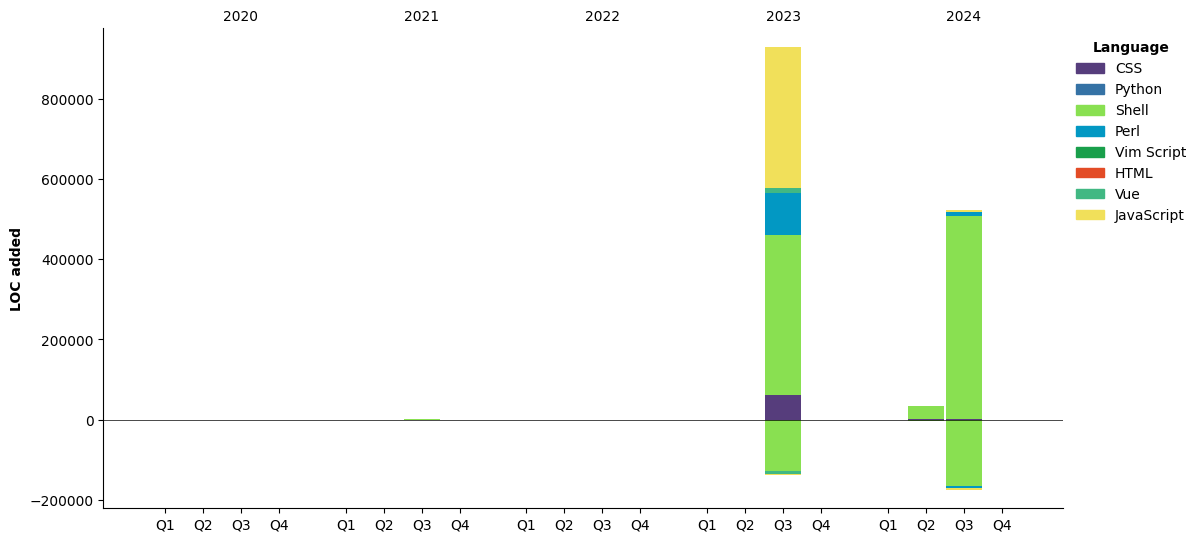 2020 2021 2022 2023 2024
Language
CSS
Python
Shell
Perl
Vim Script
HTML
Vue
JavaScript
LOC added
800000
600000
400000
200000
0
−200000
Q1 Q2 Q3 Q4 Q1 Q2 Q3 Q4 Q1 Q2 Q3 Q4 Q1 Q2 Q3 Q4 Q1 Q2 Q3 Q4